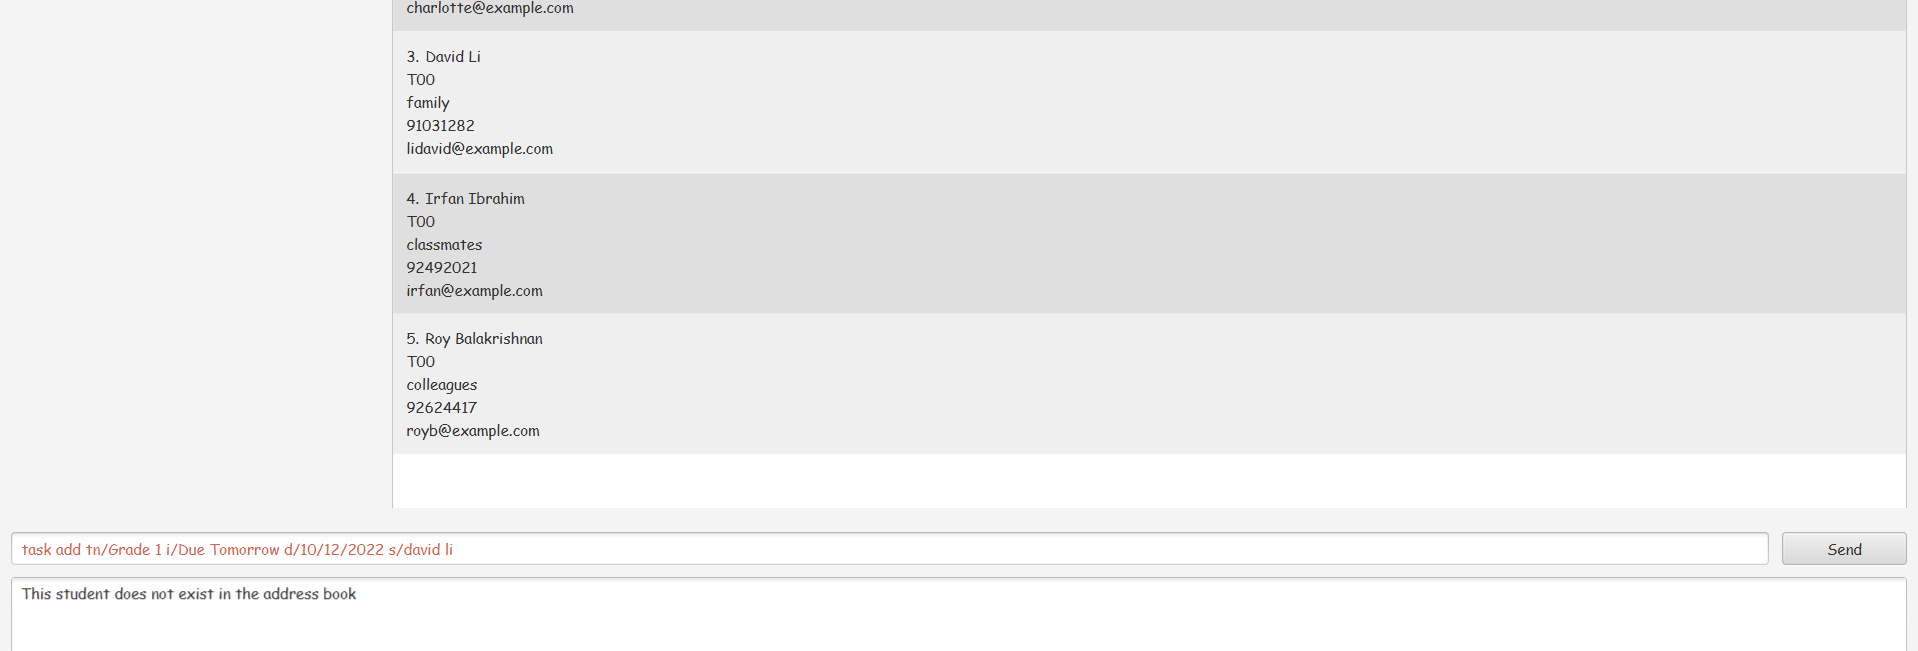 charlotte@example.com
3. David Li
T00
family
91031282
lidavid@example.com
4. Irfan Ibrahim
T00
classmates
92492021
irfan@example.com
5. Roy Balakrishnan
T00
colleagues
92624417
royb@example.com
task add tn/Grade 1 i/Due Tomorrow d/10/12/2022 s/david li
Send
This student does not exist in the address book